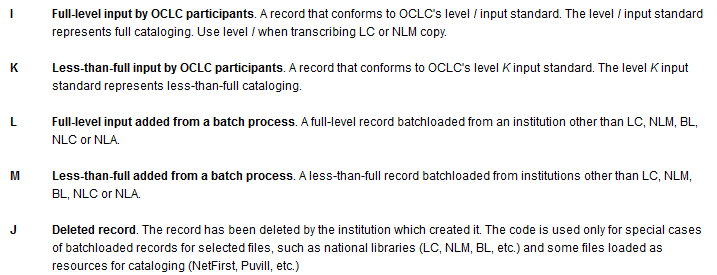 I Full-level input by OCLC participants. A record that conforms to OCLC's level I input standard. The level I input standard
represents full cataloging. Use level I when transcribing LC or NLM copy.
K Less-than-full input by OCLC participants. A record that conforms to OCLC's level K input standard. The level K input
standard represents less-than-full cataloging.
L Full-level input added from a batch process. A full-level record batchloaded from an institution other than LC, NLM, BL,
NLC or NLA.
M Less-than-full added from a batch process. A less-than-full record batchloaded from institutions other than LC, NLM,
BL, NLC or NLA.
J Deleted record. The record has been deleted by the institution which created it. The code is used only for special cases
of batchloaded records for selected files, such as national libraries (LC, NLM, BL, etc.) and some files loaded as
resources for cataloging (NetFirst, Puvill, etc.)